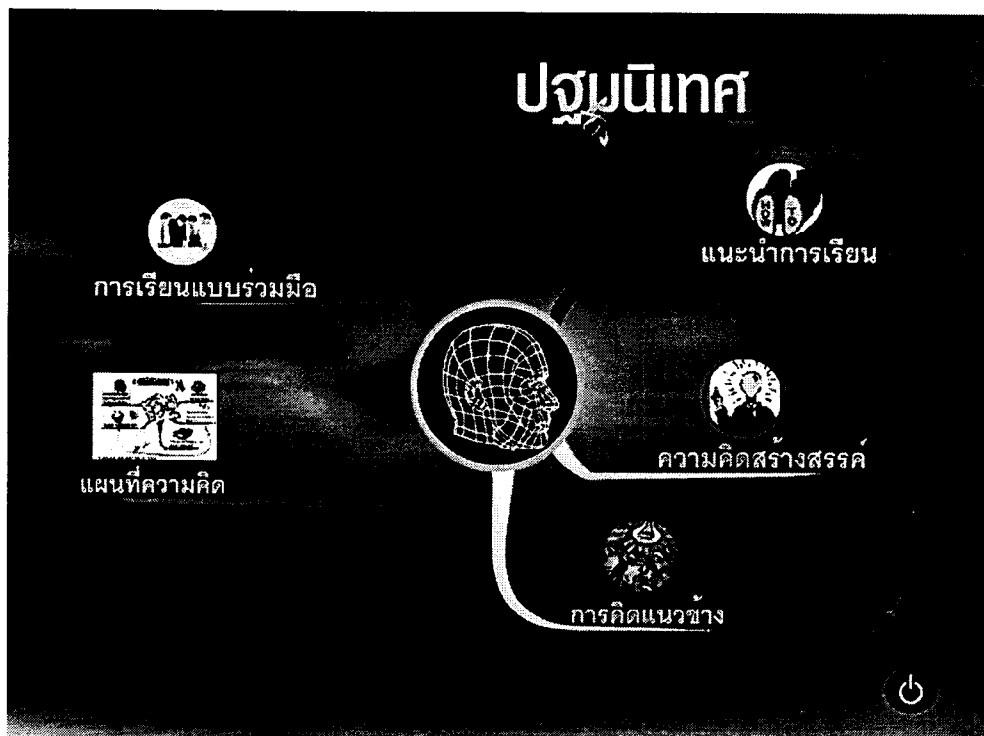 ปฐมนิเทศ
HOW TO
แนะนำการเรียน
การเรียนแบบร่วมมือ
ความคิดสร้างสรรค์
แผนที่ความคิด
การคิดแนวข้าง